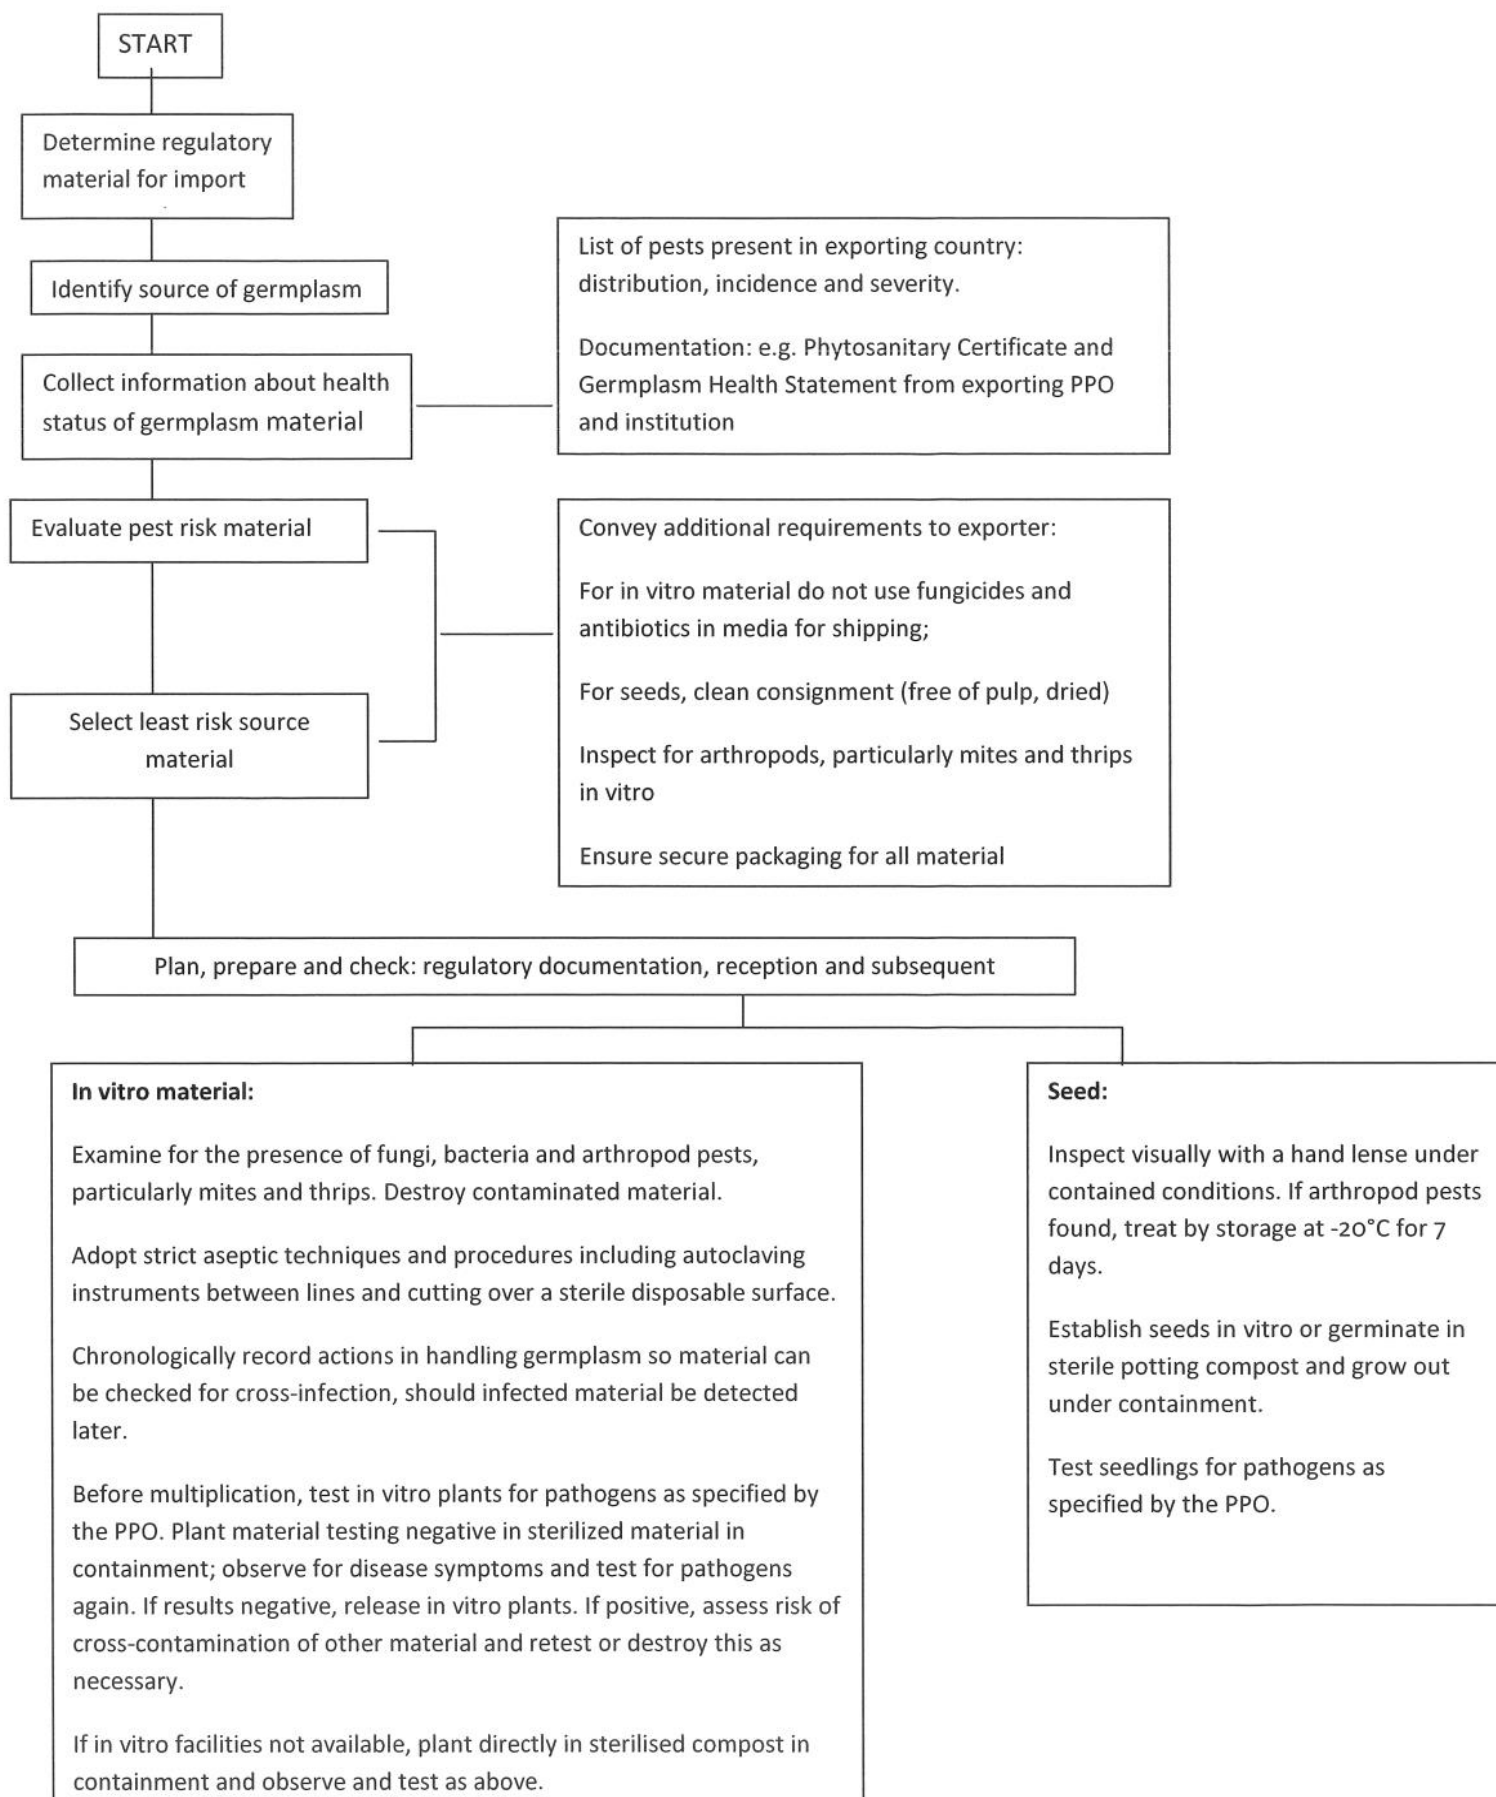 START
Determine regulatory
material for import
Identify source of germplasm
Collect information about health
status of germplasm material
List of pests present in exporting country:
distribution, incidence and severity.
Documentation: e.g. Phytosanitary Certificate and
Germplasm Health Statement from exporting PPO
and institution
Evaluate pest risk material
Select least risk source
material
Convey additional requirements to exporter:
For in vitro material do not use fungicides and
antibiotics in media for shipping;
For seeds, clean consignment (free of pulp, dried)
Inspect for arthropods, particularly mites and thrips
in vitro
Ensure secure packaging for all material
Plan, prepare and check: regulatory documentation, reception and subsequent
In vitro material:
Examine for the presence of fungi, bacteria and arthropod pests,
particularly mites and thrips. Destroy contaminated material.
Adopt strict aseptic techniques and procedures including autoclaving
instruments between lines and cutting over a sterile disposable surface.
Chronologically record actions in handling germplasm so material can
be checked for cross-infection, should infected material be detected
later.
Before multiplication, test in vitro plants for pathogens as specified by
the PPO. Plant material testing negative in sterilized material in
containment; observe for disease symptoms and test for pathogens
again. If results negative, release in vitro plants. If positive, assess risk of
cross-contamination of other material and retest or destroy this as
necessary.
If in vitro facilities not available, plant directly in sterilised compost in
containment and observe and test as above.
Seed:
Inspect visually with a hand lense under
contained conditions. If arthropod pests
found, treat by storage at -20°C for 7
days.
Establish seeds in vitro or germinate in
sterile potting compost and grow out
under containment.
Test seedlings for pathogens as
specified by the PPO.